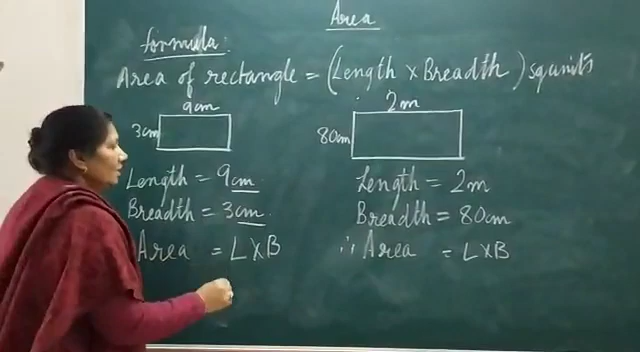 Area
formula:
Area of rectangle = (Length × Breadth) sq units
9cm
3cm
Length = 9cm
Breadth = 3cm
Area = L×B
2m
80cm
Length = 2m
Breadth = 80cm
∴ Area = L×B